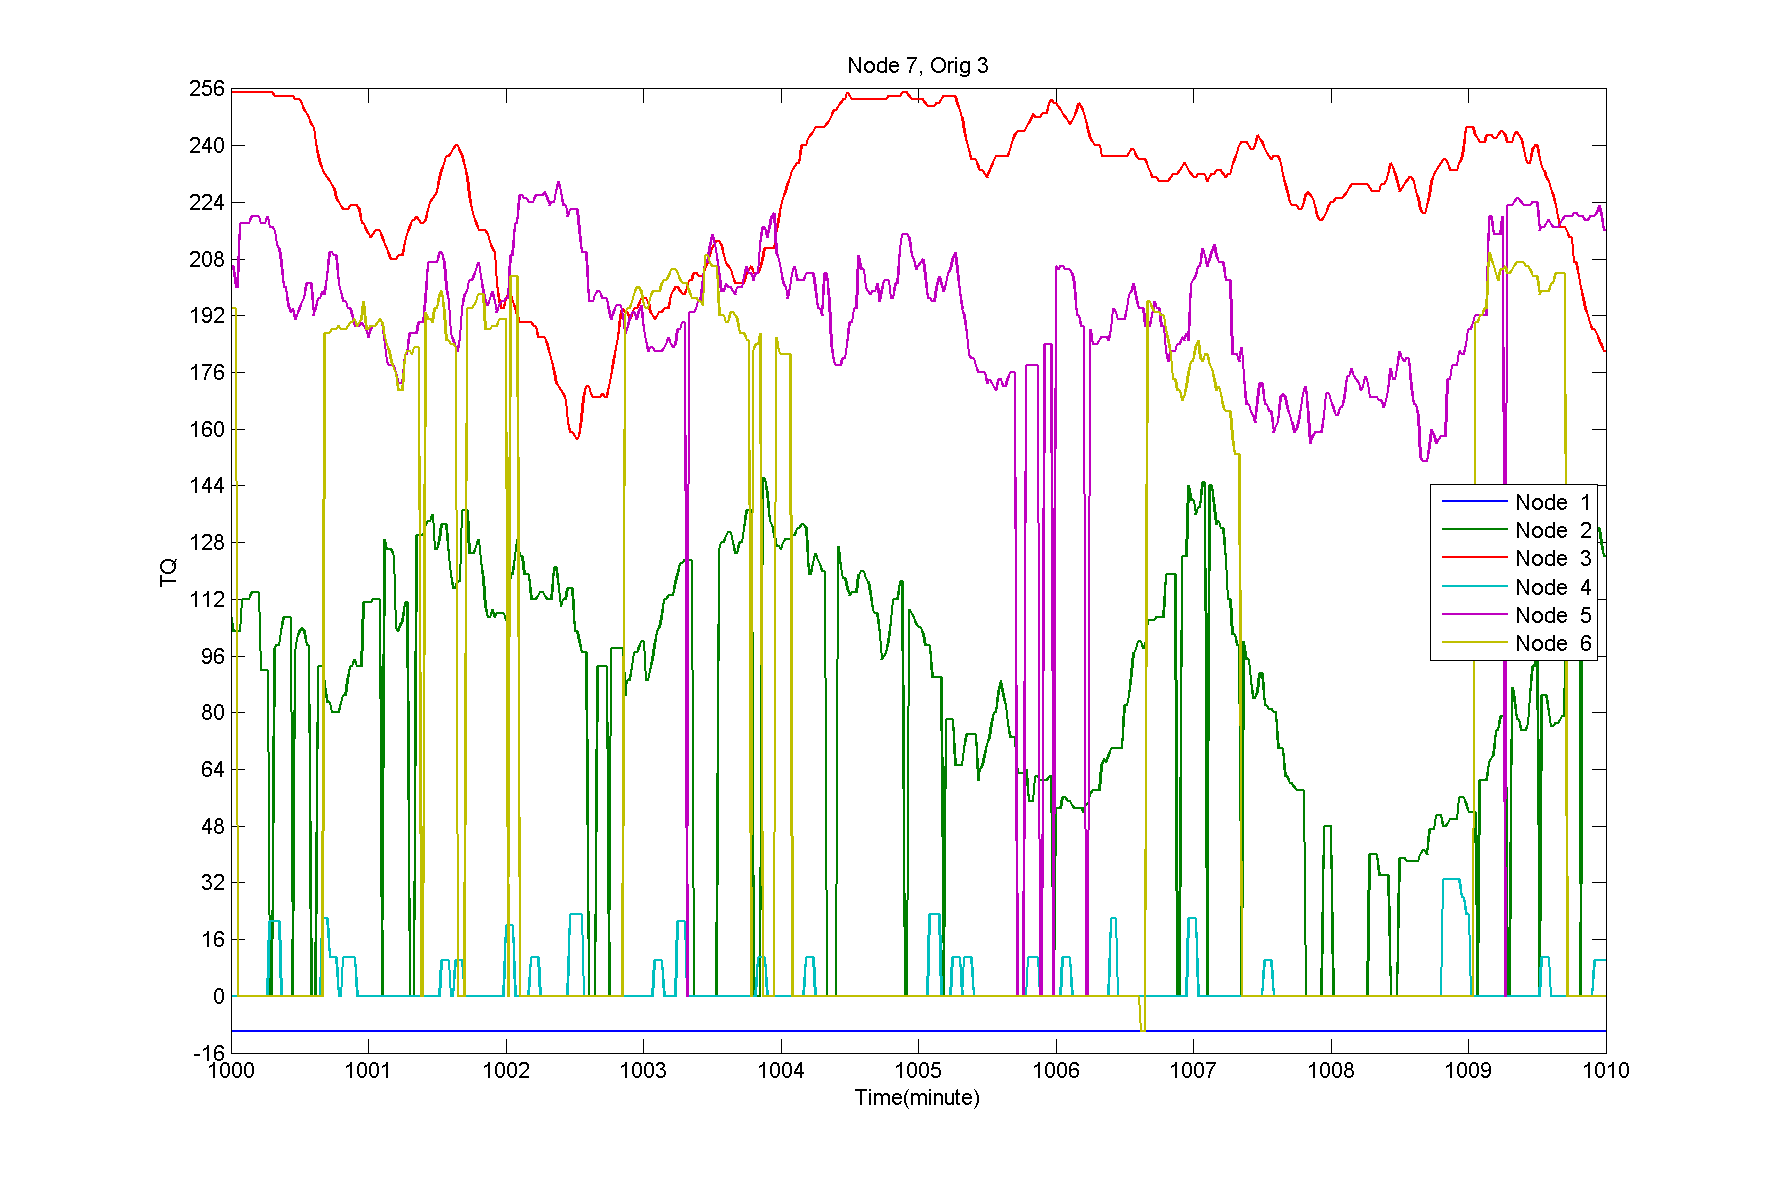 Node 7, Orig 3
256
240
224
208
192
176
160
144
128
112
96
80
64
48
32
16
0
-16
TQ
Node 1
Node 2
Node 3
Node 4
Node 5
Node 6
1000 1001 1002 1003 1004 1005 1006 1007 1008 1009 1010
Time(minute)